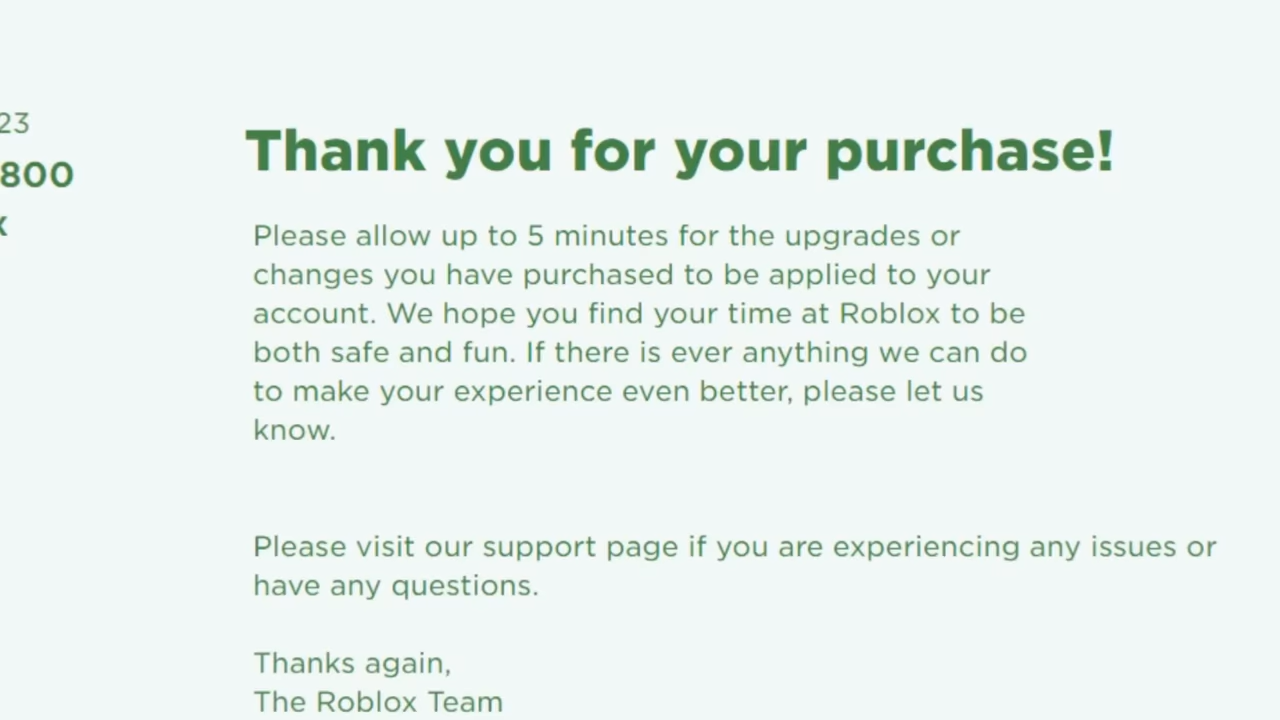 23
800
Thank you for your purchase!
Please allow up to 5 minutes for the upgrades or
changes you have purchased to be applied to your
account. We hope you find your time at Roblox to be
both safe and fun. If there is ever anything we can do
to make your experience even better, please let us
know.
Please visit our support page if you are experiencing any issues or
have any questions.
Thanks again,
The Roblox Team